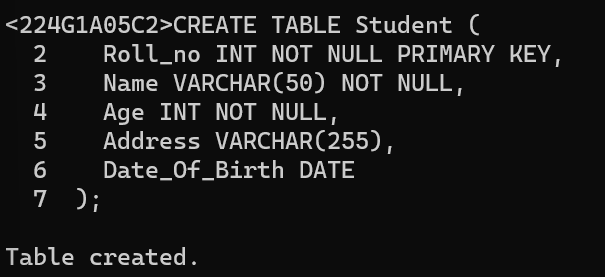 <224G1A05C2>CREATE TABLE Student (
  2    Roll_no INT NOT NULL PRIMARY KEY,
  3    Name VARCHAR(50) NOT NULL,
  4    Age INT NOT NULL,
  5    Address VARCHAR(255),
  6    Date_Of_Birth DATE
  7  );

Table created.